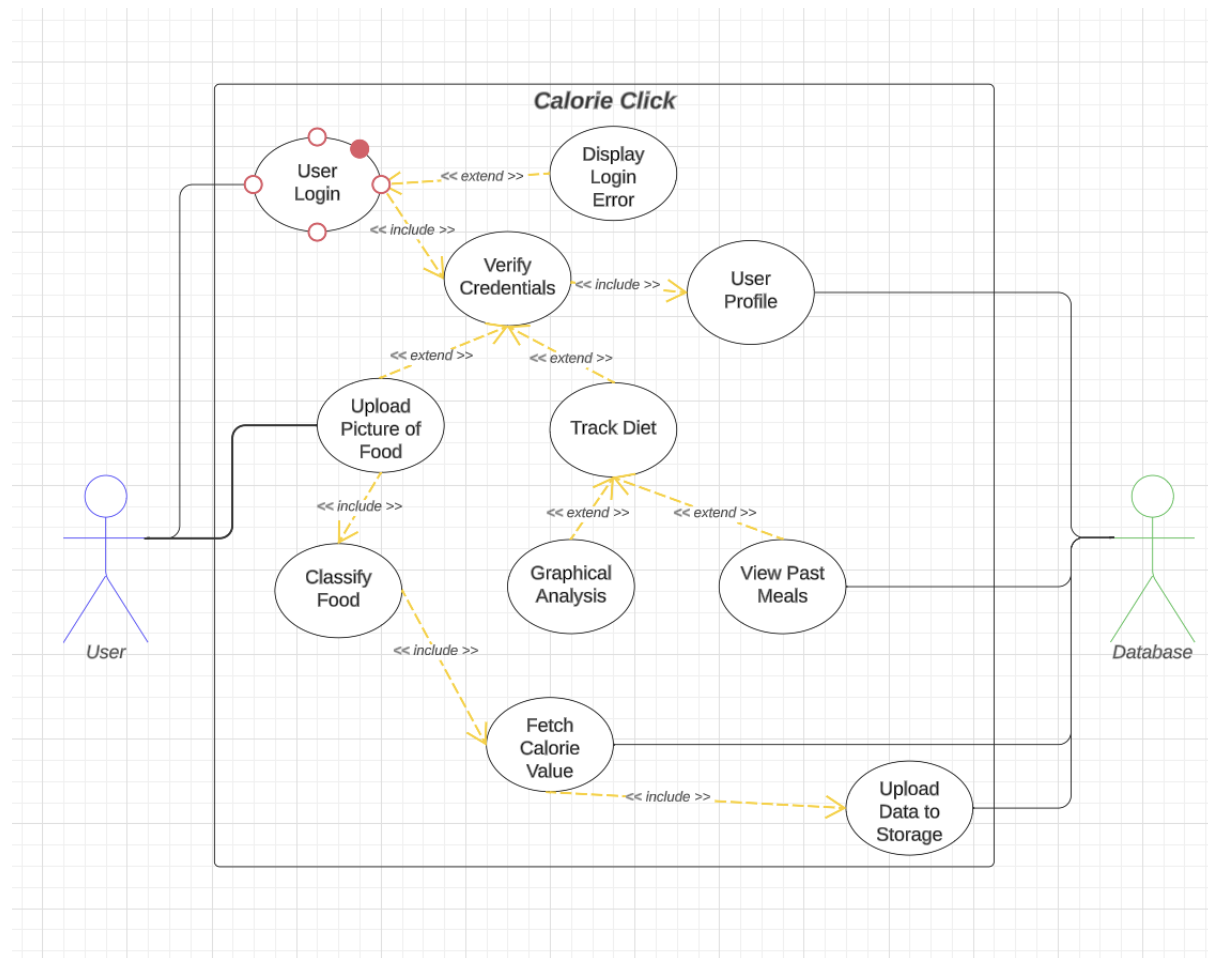 Calorie Click
User
Login
<< extend >>
Display
Login
Error
<< include >>
Verify
Credentials
<< include >>
User
Profile
<< extend >>
<< extend >>
Upload
Picture of
Food
Track Diet
<< include >>
<< extend >>
<< extend >>
Classify
Food
Graphical
Analysis
View Past
Meals
User
Database
<< include >>
Fetch
Calorie
Value
<< include >>
Upload
Data to
Storage